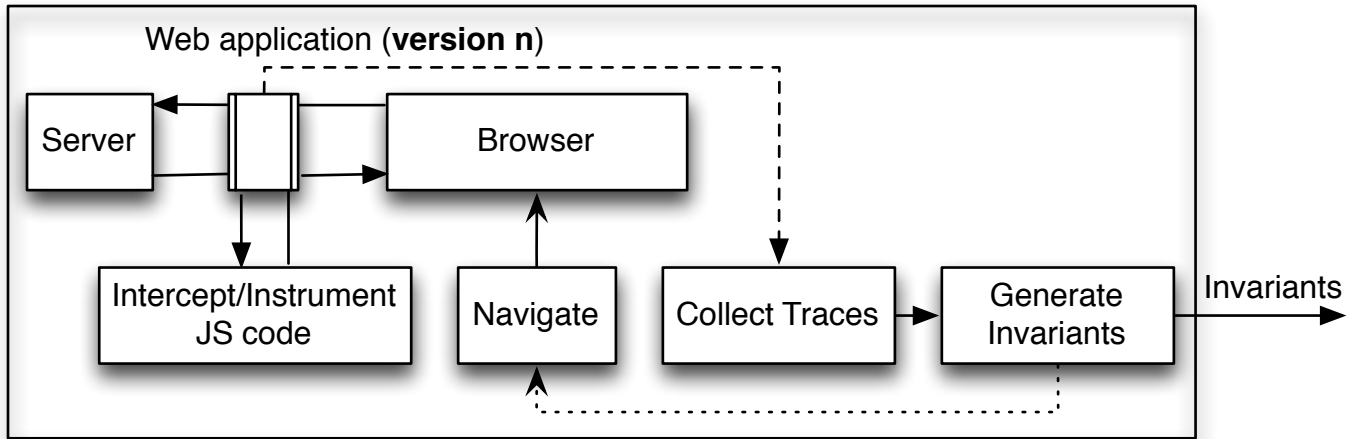 Web application (version n)
Server
Browser
Intercept/Instrument
JS code
Navigate
Collect Traces
Generate
Invariants
Invariants